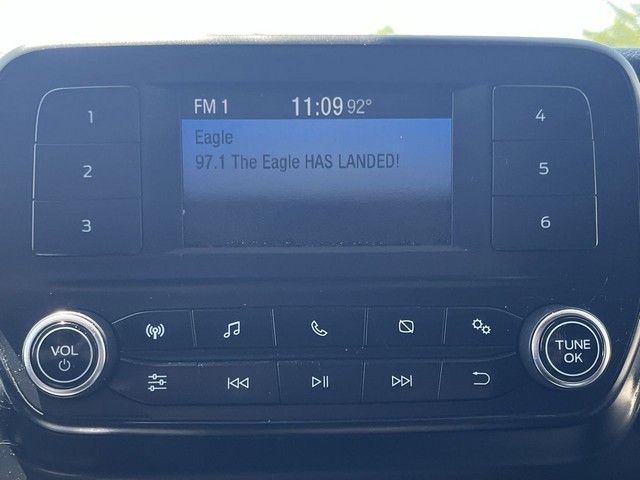 FM 1 11:09 92°
Eagle
97.1 The Eagle HAS LANDED!
1
2
3
4
5
6
VOL
TUNE
OK